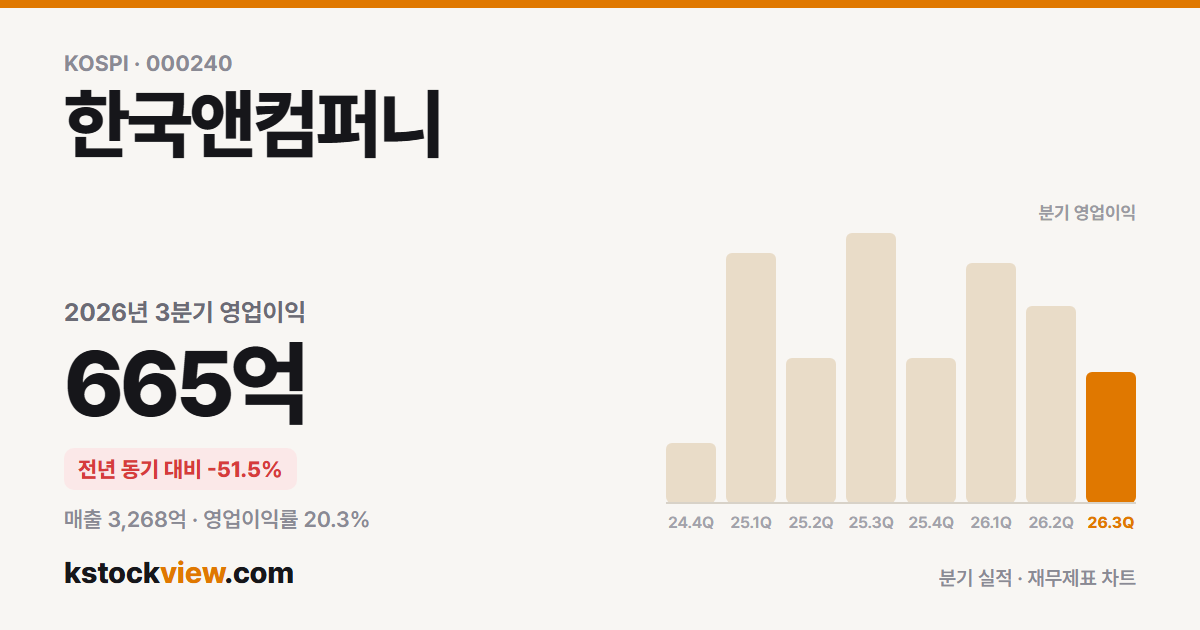 KOSPI · 000240
한국앤컴퍼니
분기 영업이익
2026년 3분기 영업이익
665억
전년 동기 대비 -51.5%
매출 3,268억 · 영업이익률 20.3%
24.4Q 25.1Q 25.2Q 25.3Q 25.4Q 26.1Q 26.2Q 26.3Q
kstockview.com
분기 실적 · 재무제표 차트